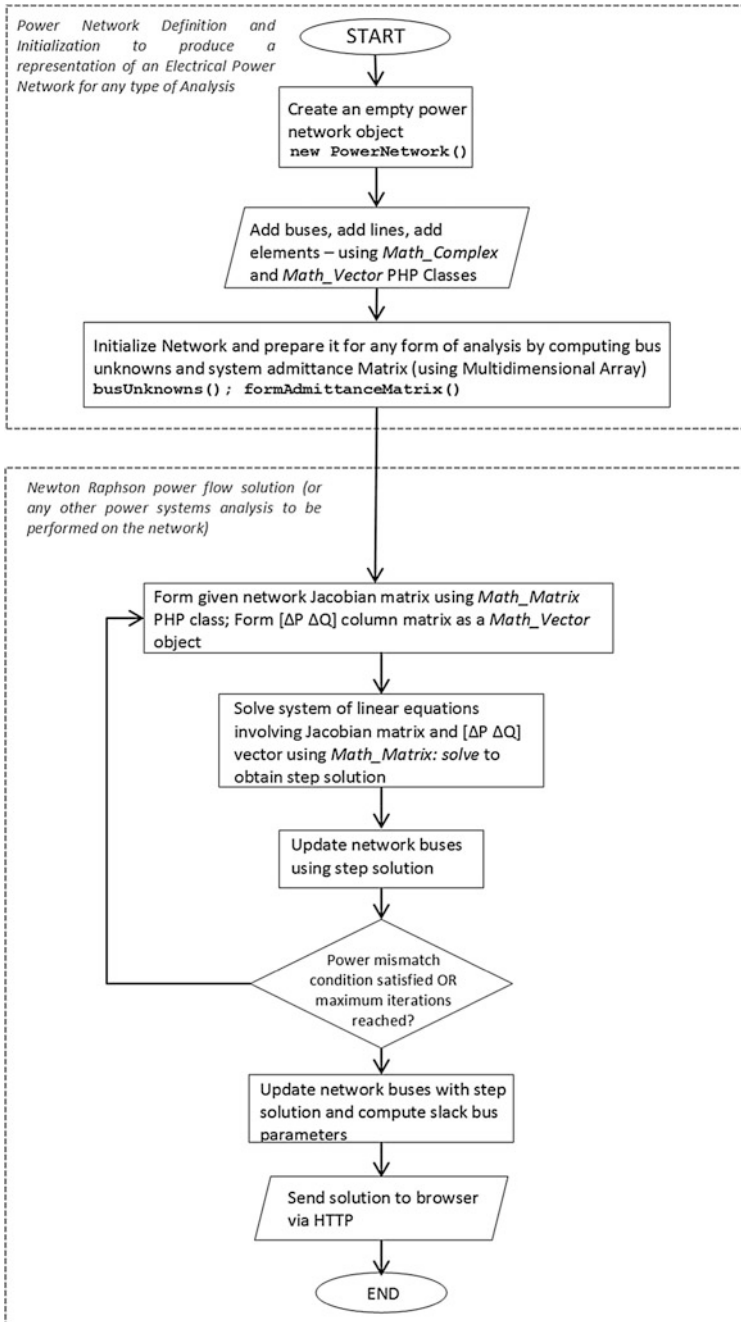 Power Network Definition and
Initialization to produce a
representation of an Electrical Power
Network for any type of Analysis
START
Create an empty power
network object
new PowerNetwork()
Add buses, add lines, add
elements – using Math_Complex
and Math_Vector PHP Classes
Initialize Network and prepare it for any form of analysis by computing bus
unknowns and system admittance Matrix (using Multidimensional Array)
busUnknowns(); formAdmittanceMatrix()
Newton Raphson power flow solution (or
any other power systems analysis to be
performed on the network)
Form given network Jacobian matrix using Math_Matrix
PHP class; Form [ΔP ΔQ] column matrix as a Math_Vector
object
Solve system of linear equations
involving Jacobian matrix and [ΔP ΔQ]
vector using Math_Matrix: solve to
obtain step solution
Update network buses
using step solution
Power mismatch
condition satisfied OR
maximum iterations
reached?
Update network buses with step
solution and compute slack bus
parameters
Send solution to browser
via HTTP
END